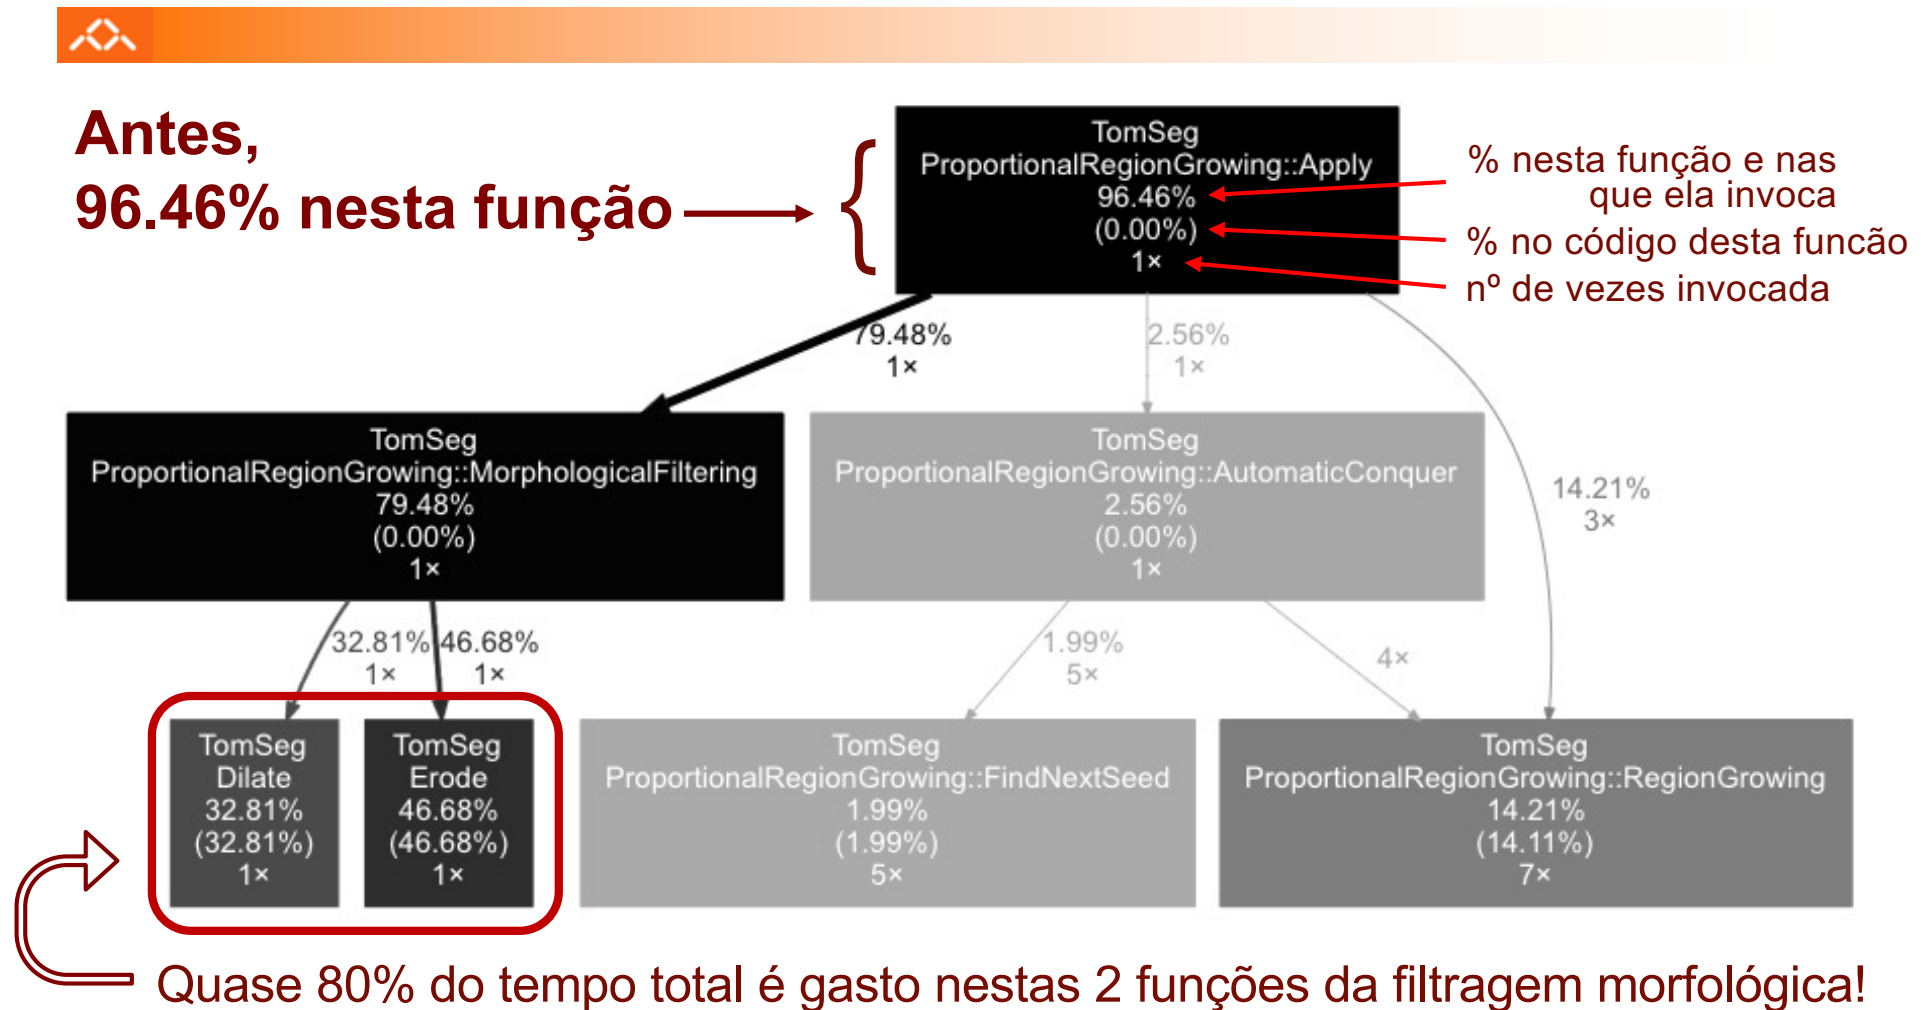 Antes,
96.46% nesta função
TomSeg
ProportionalRegionGrowing::Apply
96.46%
(0.00%)
1×
% nesta função e nas
que ela invoca
% no código desta funcão
nº de vezes invocada
79.48%
1×
2.56%
1×
14.21%
3×
TomSeg
ProportionalRegionGrowing::MorphologicalFiltering
79.48%
(0.00%)
1×
TomSeg
ProportionalRegionGrowing::AutomaticConquer
2.56%
(0.00%)
1×
32.81%
1×
46.68%
1×
1.99%
5×
4×
TomSeg
Dilate
32.81%
(32.81%)
1×
TomSeg
Erode
46.68%
(46.68%)
1×
TomSeg
ProportionalRegionGrowing::FindNextSeed
1.99%
(1.99%)
5×
TomSeg
ProportionalRegionGrowing::RegionGrowing
14.21%
(14.11%)
7×
Quase 80% do tempo total é gasto nestas 2 funções da filtragem morfológica!